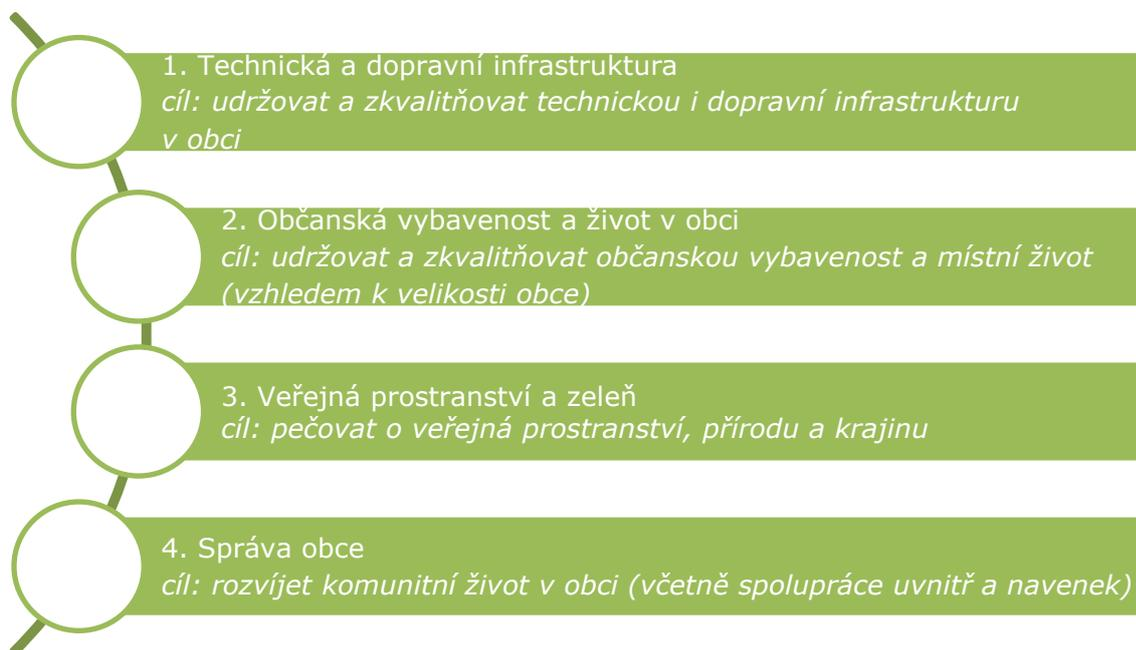 1. Technická a dopravní infrastruktura
cíl: udržovat a zkvalitňovat technickou i dopravní infrastrukturu
v obci
2. Občanská vybavenost a život v obci
cíl: udržovat a zkvalitňovat občanskou vybavenost a místní život
(vzhledem k velikosti obce)
3. Veřejná prostranství a zeleň
cíl: pečovat o veřejná prostranství, přírodu a krajinu
4. Správa obce
cíl: rozvíjet komunitní život v obci (včetně spolupráce uvnitř a navenek)